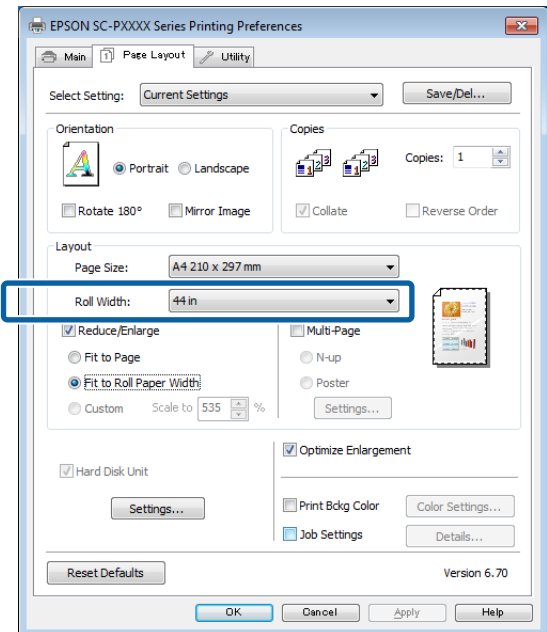 EPSON SC-PXXXX Series Printing Preferences
Main
Page Layout
Utility
Select Setting: Current Settings Save/Del...
Orientation
Copies
A
Portrait
Landscape
Copies: 1
Rotate 180°
Mirror Image
Collate
Reverse Order
Layout
Page Size: A4 210 x 297 mm
Roll Width: 44 in
Reduce/Enlarge
Multi-Page
Fit to Page
N-up
Fit to Roll Paper Width
Poster
Custom Scale to 535 %
Settings...
Optimize Enlargement
Hard Disk Unit
Settings...
Print Bckg Color Color Settings...
Job Settings Details...
Reset Defaults
Version 6.70
OK Cancel Apply Help